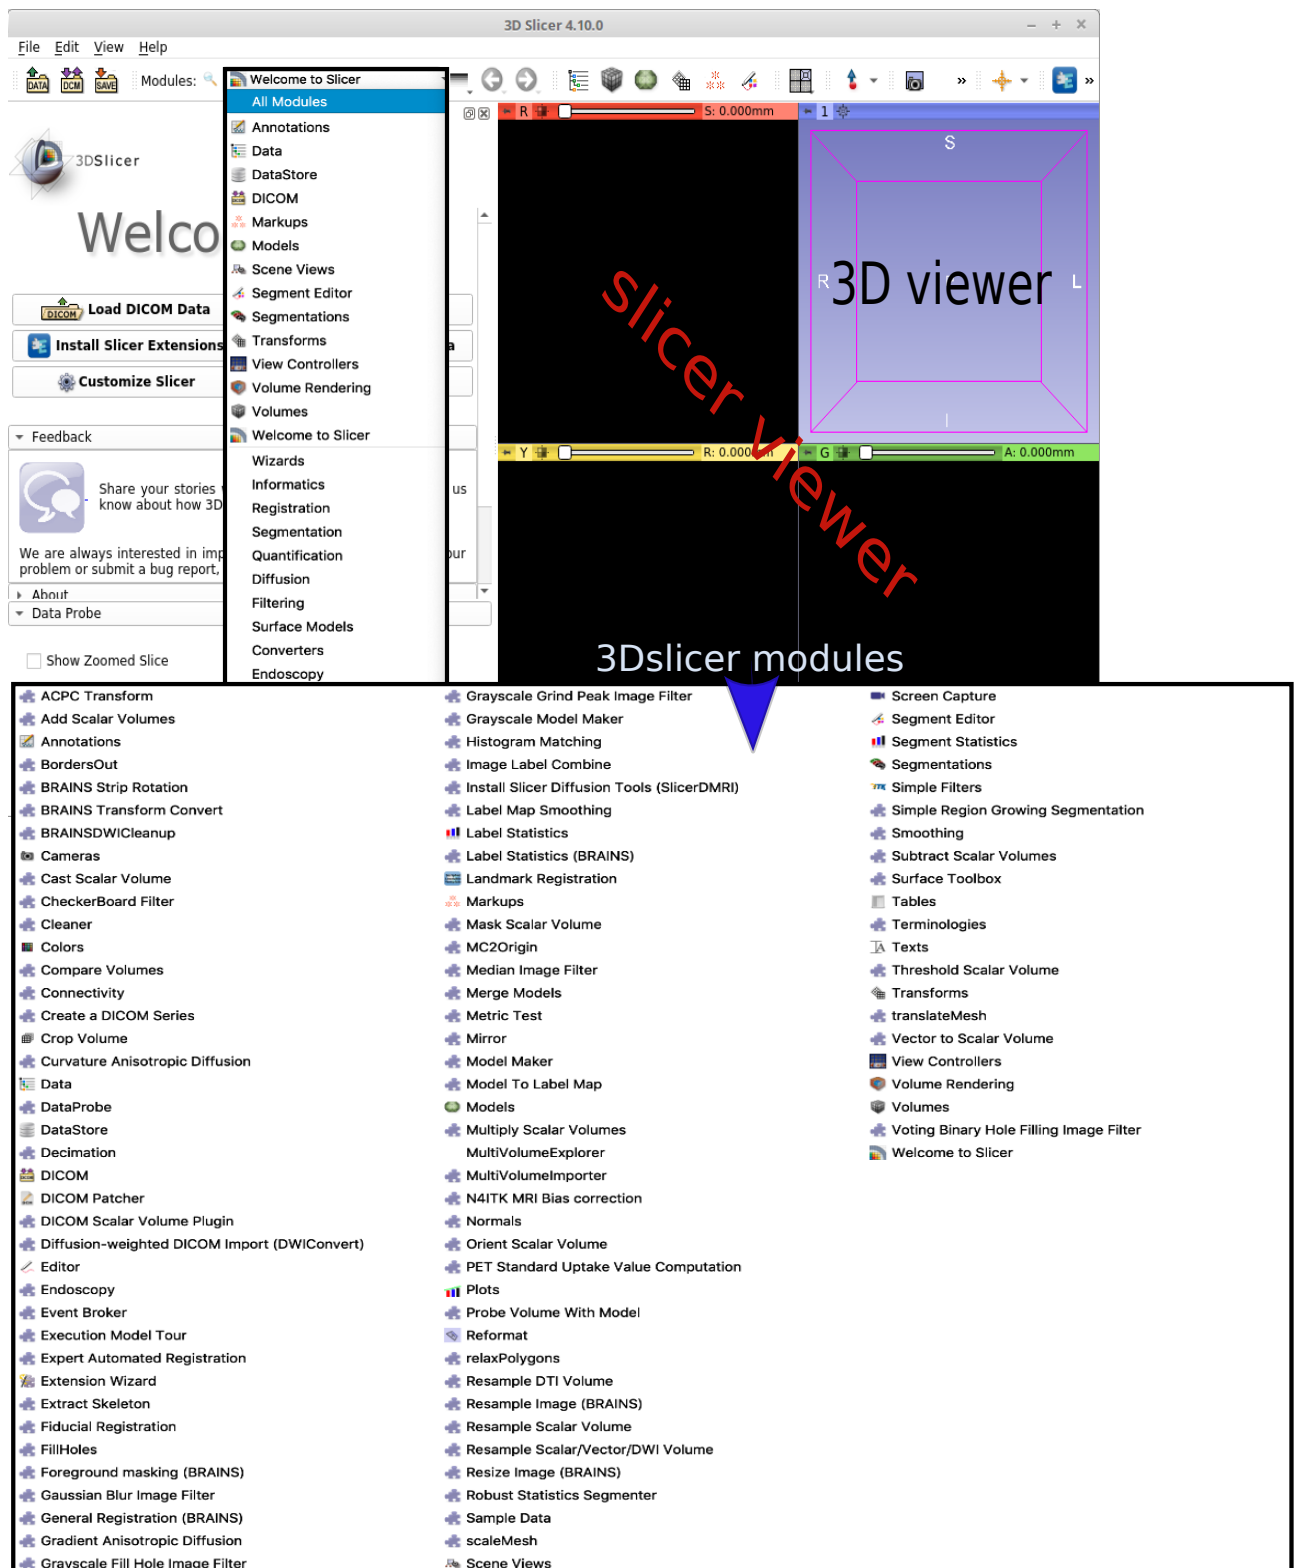 3D Slicer 4.10.0
File Edit View Help
DATA DCM SAVE Modules: Welcome to Slicer
All Modules
Annotations
Data
DataStore
DICOM
Markups
Models
Scene Views
Segment Editor
Segmentations
Transforms
View Controllers
Volume Rendering
Volumes
Welcome to Slicer
Wizards
Informatics
Registration
Segmentation
Quantification
Diffusion
Filtering
Surface Models
Converters
Endoscopy
3DSlicer
Welco
Load DICOM Data
Install Slicer Extensions a
Customize Slicer
Feedback
Share your stories us
know about how 3D
We are always interested in imp our
problem or submit a bug report,
About
Data Probe
Show Zoomed Slice
R S: 0.000mm
1
S
R L
I
3D viewer
slicer viewer
Y R: 0.000
G A: 0.000mm
3Dslicer modules
ACPC Transform
Add Scalar Volumes
Annotations
BordersOut
BRAINS Strip Rotation
BRAINS Transform Convert
BRAINSDWICleanup
Cameras
Cast Scalar Volume
CheckerBoard Filter
Cleaner
Colors
Compare Volumes
Connectivity
Create a DICOM Series
Crop Volume
Curvature Anisotropic Diffusion
Data
DataProbe
DataStore
Decimation
DICOM
DICOM Patcher
DICOM Scalar Volume Plugin
Diffusion-weighted DICOM Import (DWIConvert)
Editor
Endoscopy
Event Broker
Execution Model Tour
Expert Automated Registration
Extension Wizard
Extract Skeleton
Fiducial Registration
FillHoles
Foreground masking (BRAINS)
Gaussian Blur Image Filter
General Registration (BRAINS)
Gradient Anisotropic Diffusion
Grayscale Fill Hole Image Filter
Grayscale Grind Peak Image Filter
Grayscale Model Maker
Histogram Matching
Image Label Combine
Install Slicer Diffusion Tools (SlicerDMRI)
Label Map Smoothing
Label Statistics
Label Statistics (BRAINS)
Landmark Registration
Markups
Mask Scalar Volume
MC2Origin
Median Image Filter
Merge Models
Metric Test
Mirror
Model Maker
Model To Label Map
Models
Multiply Scalar Volumes
MultiVolumeExplorer
MultiVolumeImporter
N4ITK MRI Bias correction
Normals
Orient Scalar Volume
PET Standard Uptake Value Computation
Plots
Probe Volume With Model
Reformat
relaxPolygons
Resample DTI Volume
Resample Image (BRAINS)
Resample Scalar Volume
Resample Scalar/Vector/DWI Volume
Resize Image (BRAINS)
Robust Statistics Segmenter
Sample Data
scaleMesh
Scene Views
Screen Capture
Segment Editor
Segment Statistics
Segmentations
Simple Filters
Simple Region Growing Segmentation
Smoothing
Subtract Scalar Volumes
Surface Toolbox
Tables
Terminologies
Texts
Threshold Scalar Volume
Transforms
translateMesh
Vector to Scalar Volume
View Controllers
Volume Rendering
Volumes
Voting Binary Hole Filling Image Filter
Welcome to Slicer